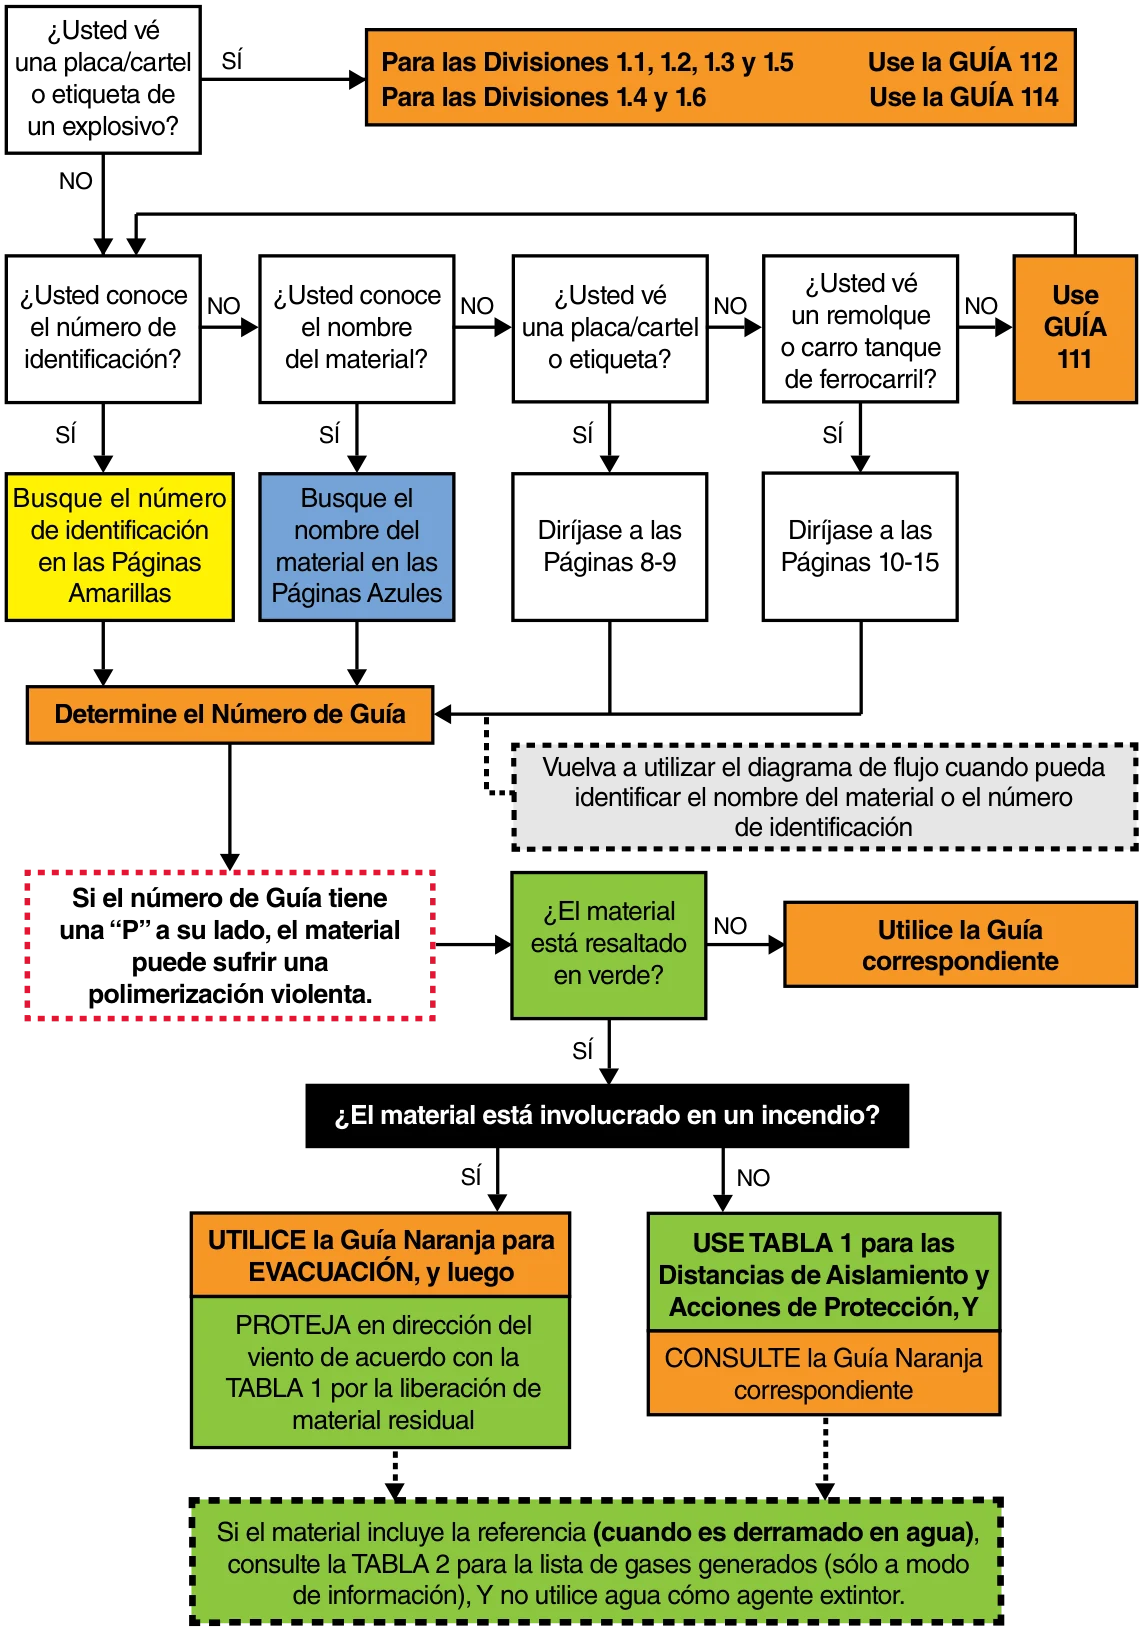 ¿Usted vé
una placa/cartel
o etiqueta de
un explosivo?
SÍ
Para las Divisiones 1.1, 1.2, 1.3 y 1.5 Use la GUÍA 112
Para las Divisiones 1.4 y 1.6 Use la GUÍA 114
NO
¿Usted conoce
el número de
identificación?
NO
¿Usted conoce
el nombre
del material?
NO
¿Usted vé
una placa/cartel
o etiqueta?
NO
¿Usted vé
un remolque
o carro tanque
de ferrocarril?
NO
Use
GUÍA
111
SÍ
SÍ
SÍ
SÍ
Busque el número
de identificación
en las Páginas
Amarillas
Busque el
nombre del
material en las
Páginas Azules
Diríjase a las
Páginas 8-9
Diríjase a las
Páginas 10-15
Determine el Número de Guía
Vuelva a utilizar el diagrama de flujo cuando pueda
identificar el nombre del material o el número
de identificación
Si el número de Guía tiene
una “P” a su lado, el material
puede sufrir una
polimerización violenta.
¿El material
está resaltado
en verde?
NO
Utilice la Guía
correspondiente
SÍ
¿El material está involucrado en un incendio?
SÍ
NO
UTILICE la Guía Naranja para
EVACUACIÓN, y luego
PROTEJA en dirección del
viento de acuerdo con la
TABLA 1 por la liberación de
material residual
USE TABLA 1 para las
Distancias de Aislamiento y
Acciones de Protección, Y
CONSULTE la Guía Naranja
correspondiente
Si el material incluye la referencia (cuando es derramado en agua),
consulte la TABLA 2 para la lista de gases generados (sólo a modo
de información), Y no utilice agua cómo agente extintor.